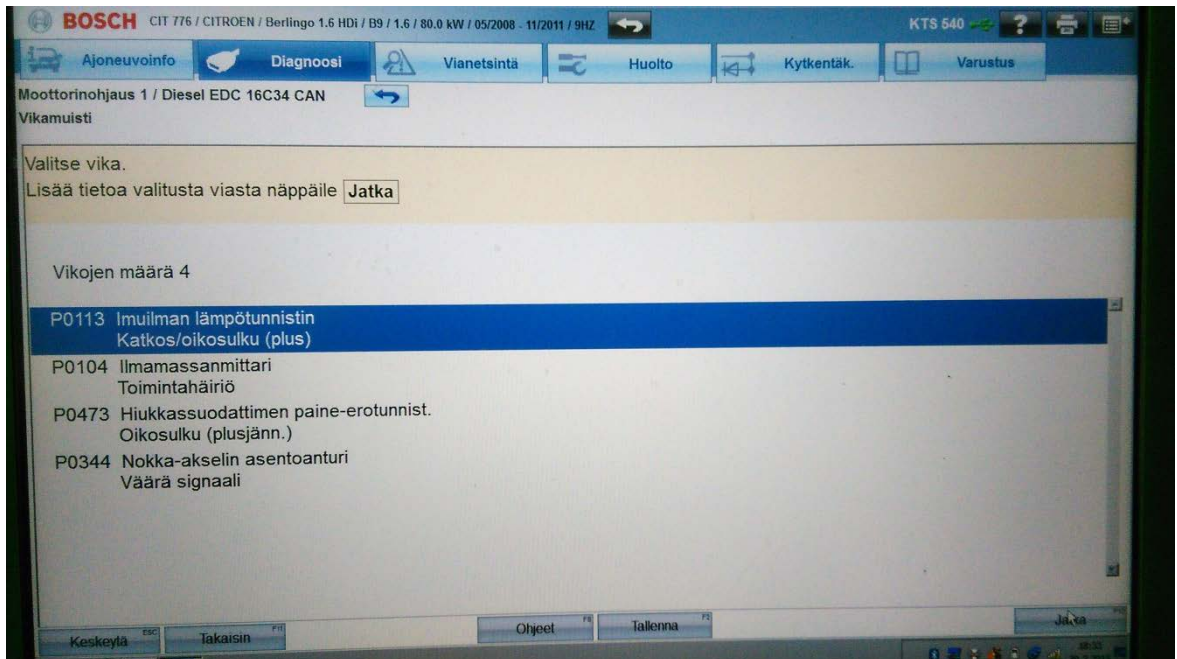 BOSCH CIT 776 / CITROEN / Berlingo 1.6 HDi / B9 / 1.6 / 80.0 kW / 05/2008 - 11/2011 / 9HZ KTS 540 ?
Ajoneuvoinfo Diagnoosi Vianetsintä Huolto Kytkentäk. Varustus
Moottorinohjaus 1 / Diesel EDC 16C34 CAN
Vikamuisti
Valitse vika.
Lisää tietoa valitusta viasta näppäile Jatka
Vikojen määrä 4
P0113 Imuilman lämpötunnistin
Katkos/oikosulku (plus)
P0104 Ilmamassanmittari
Toimintahäiriö
P0473 Hiukkassuodattimen paine-erotunnist.
Oikosulku (plusjänn.)
P0344 Nokka-akselin asentoanturi
Väärä signaali
Keskeytä ESC Takaisin F11 Ohjeet Tallenna F2 Jatka